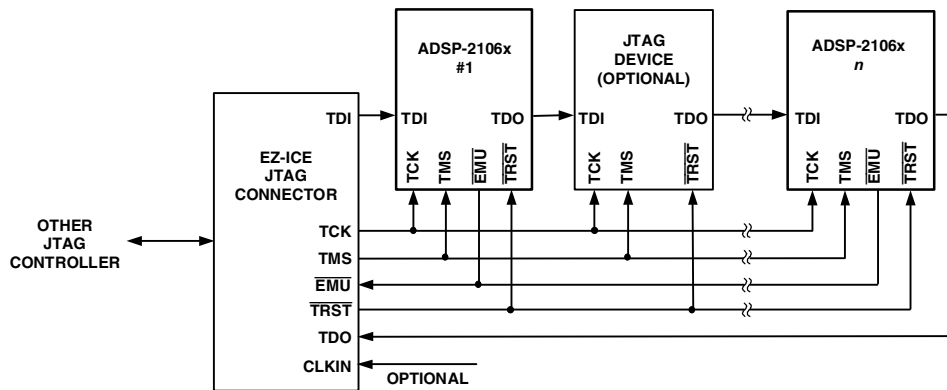 ADSP-2106x
#1
TDI
TDO
TCK
TMS
EMU
TRST
JTAG
DEVICE
(OPTIONAL)
TDI
TDO
TCK
TMS
TRST
ADSP-2106x
n
TDI
TDO
TCK
TMS
EMU
TRST
OTHER
JTAG
CONTROLLER
EZ-ICE
JTAG
CONNECTOR
TDI
TCK
TMS
EMU
TRST
TDO
CLKIN
OPTIONAL